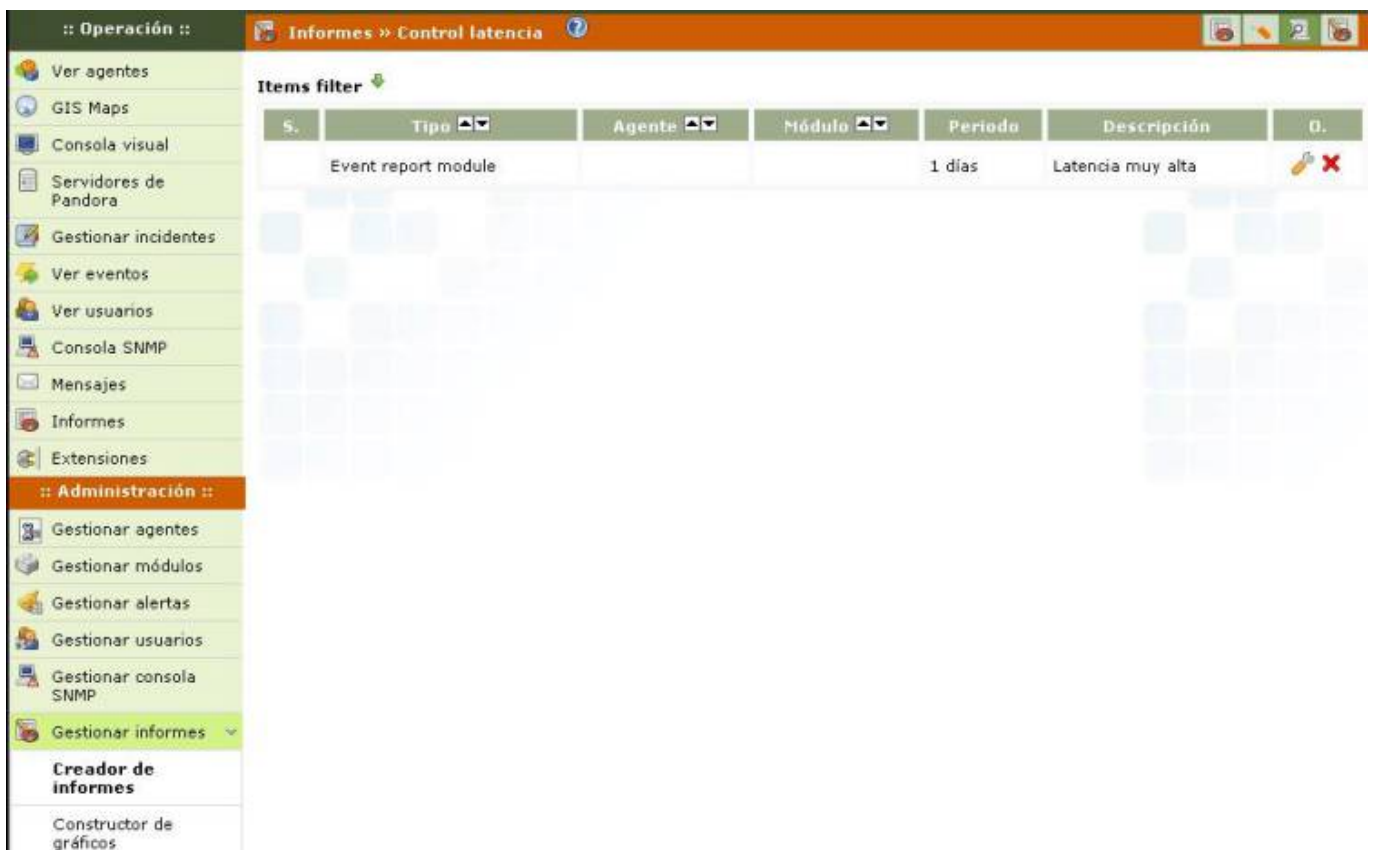 :: Operación ::
Ver agentes
GIS Maps
Consola visual
Servidores de
Pandora
Gestionar incidentes
Ver eventos
Ver usuarios
Consola SNMP
Mensajes
Informes
Extensiones
:: Administración ::
Gestionar agentes
Gestionar módulos
Gestionar alertas
Gestionar usuarios
Gestionar consola
SNMP
Gestionar informes
Creador de
informes
Constructor de
gráficos
Informes » Control latencia ?
Items filter
S. Tipo Agente Módulo Periodo Descripción O.
Event report module 1 días Latencia muy alta